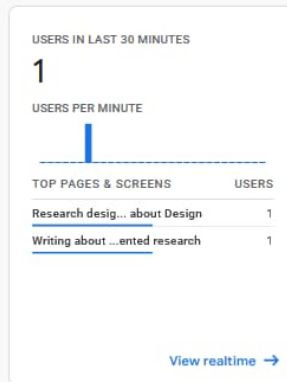 USERS IN LAST 30 MINUTES
1
USERS PER MINUTE
TOP PAGES & SCREENS USERS
Research desig... about Design 1
Writing about ...ented research 1
View realtime →